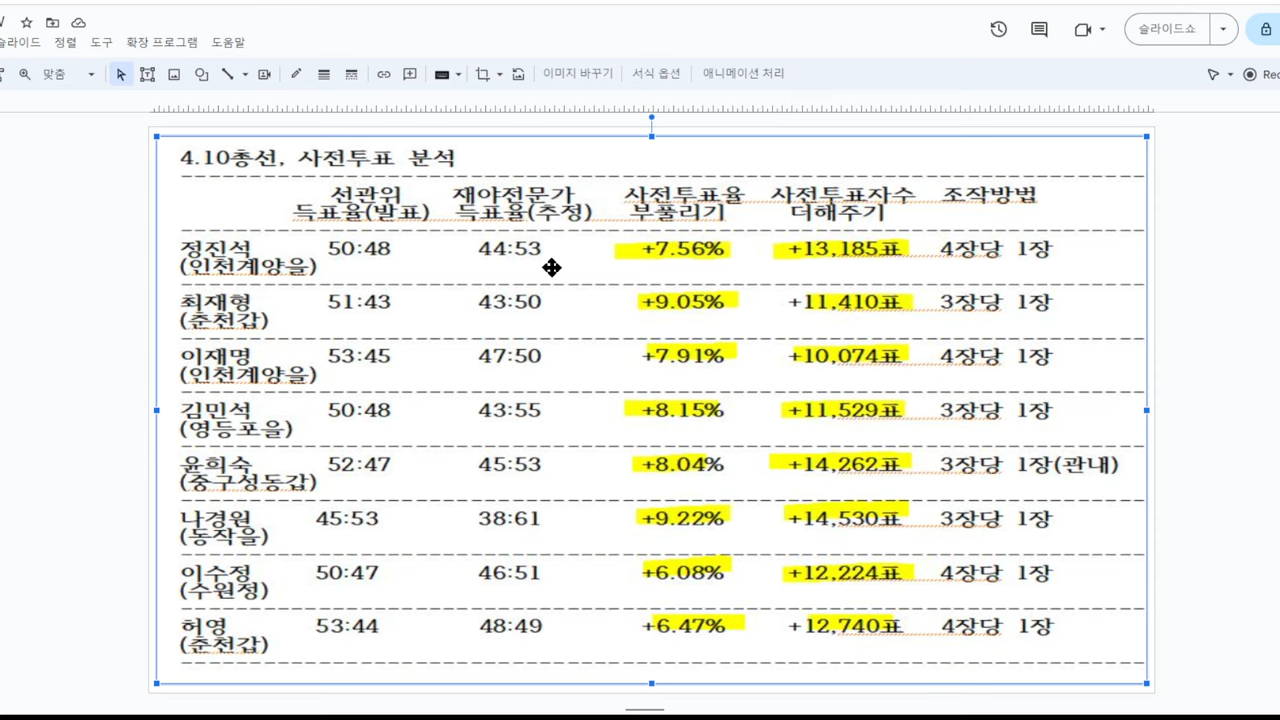 슬라이드 정렬 도구 확장 프로그램 도움말
슬라이드쇼
맞춤 이미지 바꾸기 서식 옵션 애니메이션 처리 Rec
4.10총선, 사전투표 분석
선관위 재야전문가 사전투표율 사전투표자수 조작방법
득표율(발표) 득표율(추정) 부풀리기 더해주기
정진석 50:48 44:53 +7.56% +13,185표 4장당 1장
(인천계양을)
최재형 51:43 43:50 +9.05% +11,410표 3장당 1장
(춘천갑)
이재명 53:45 47:50 +7.91% +10,074표 4장당 1장
(인천계양을)
김민석 50:48 43:55 +8.15% +11,529표 3장당 1장
(영등포을)
윤희숙 52:47 45:53 +8.04% +14,262표 3장당 1장(관내)
(중구성동갑)
나경원 45:53 38:61 +9.22% +14,530표 3장당 1장
(동작을)
이수정 50:47 46:51 +6.08% +12,224표 4장당 1장
(수원정)
허영 53:44 48:49 +6.47% +12,740표 4장당 1장
(춘천갑)